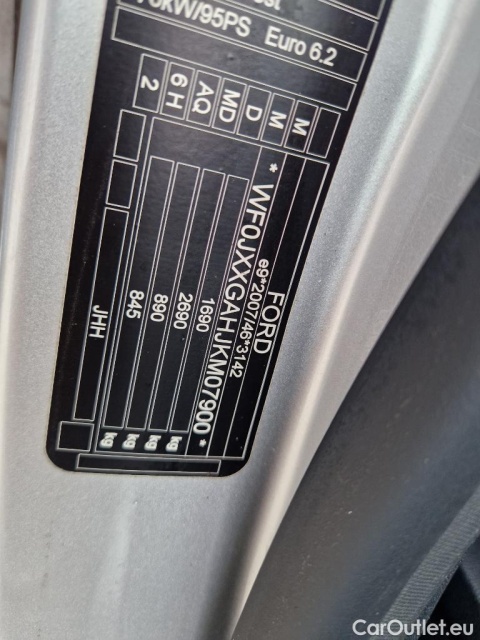 70kW/95PS Euro 6.2
M
M
D
MD
AQ
6H
2
FORD
e9*2007/46*3142
* WF0JXXGAHJKM07900 *
1690 kg
2690 kg
890 kg
845 kg
JHH
CarOutlet.eu